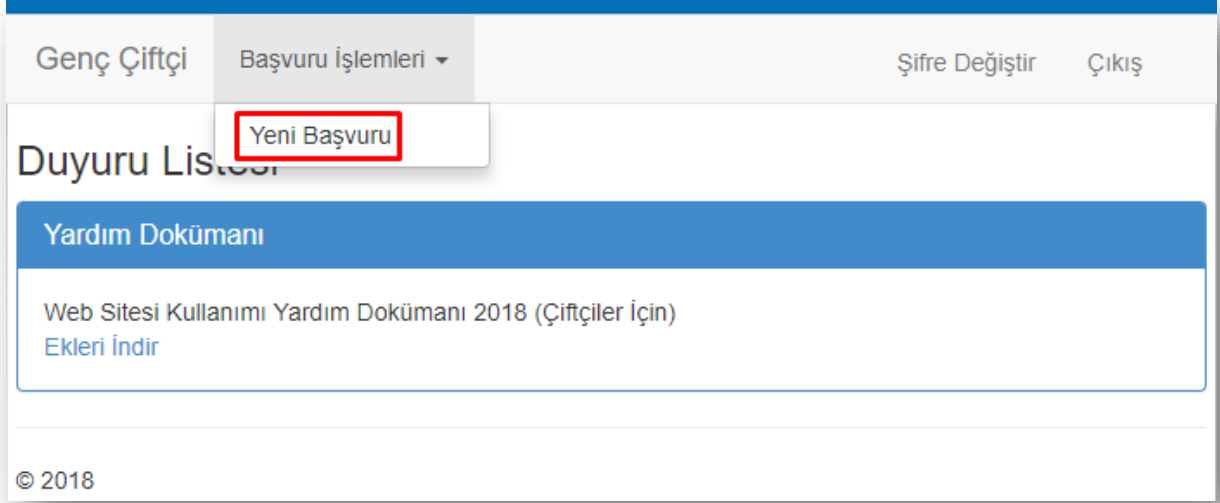 Genç Çiftçi Başvuru İşlemleri Şifre Değiştir Çıkış
Yeni Başvuru
Duyuru Listesi
Yardım Dokümanı
Web Sitesi Kullanımı Yardım Dokümanı 2018 (Çiftçiler İçin)
Ekleri İndir
© 2018